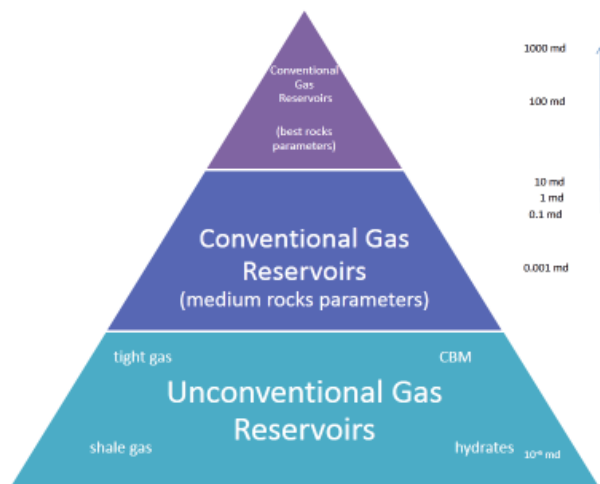 Conventional
Gas
Reservoirs
(best rocks
parameters)
1000 md
100 md
10 md
1 md
0.1 md
0.001 md
Conventional Gas
Reservoirs
(medium rocks parameters)
tight gas
CBM
Unconventional Gas
Reservoirs
shale gas
hydrates